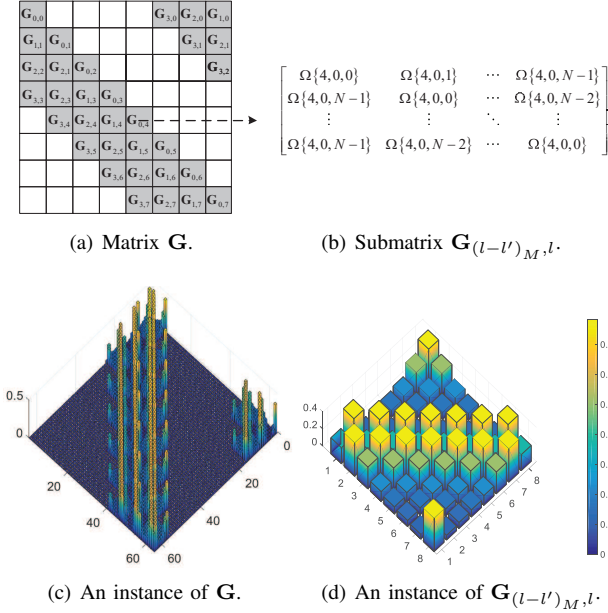 G0,0 G3,0 G2,0 G1,0
G1,1 G0,1 G3,1 G2,1
G2,2 G2,1 G0,2 G3,2
G3,3 G2,3 G1,3 G0,3
G3,4 G2,4 G1,4 G0,4
G3,5 G2,5 G1,5 G0,5
G3,6 G2,6 G1,6 G0,6
G3,7 G2,7 G1,7 G0,7
(a) Matrix G.
Ω{4,0,0} Ω{4,0,1} ⋯ Ω{4,0,N−1}
Ω{4,0,N−1} Ω{4,0,0} ⋯ Ω{4,0,N−2}
⋮ ⋮ ⋱ ⋮
Ω{4,0,N−1} Ω{4,0,N−2} ⋯ Ω{4,0,0}
(b) Submatrix G(l−l′)M,l.
0.5
0
20
40
60
60
40
20
0
(c) An instance of G.
0.4
0.2
0
1
2
3
4
5
6
7
8
1
2
3
4
5
6
7
8
0
(d) An instance of G(l−l′)M,l.